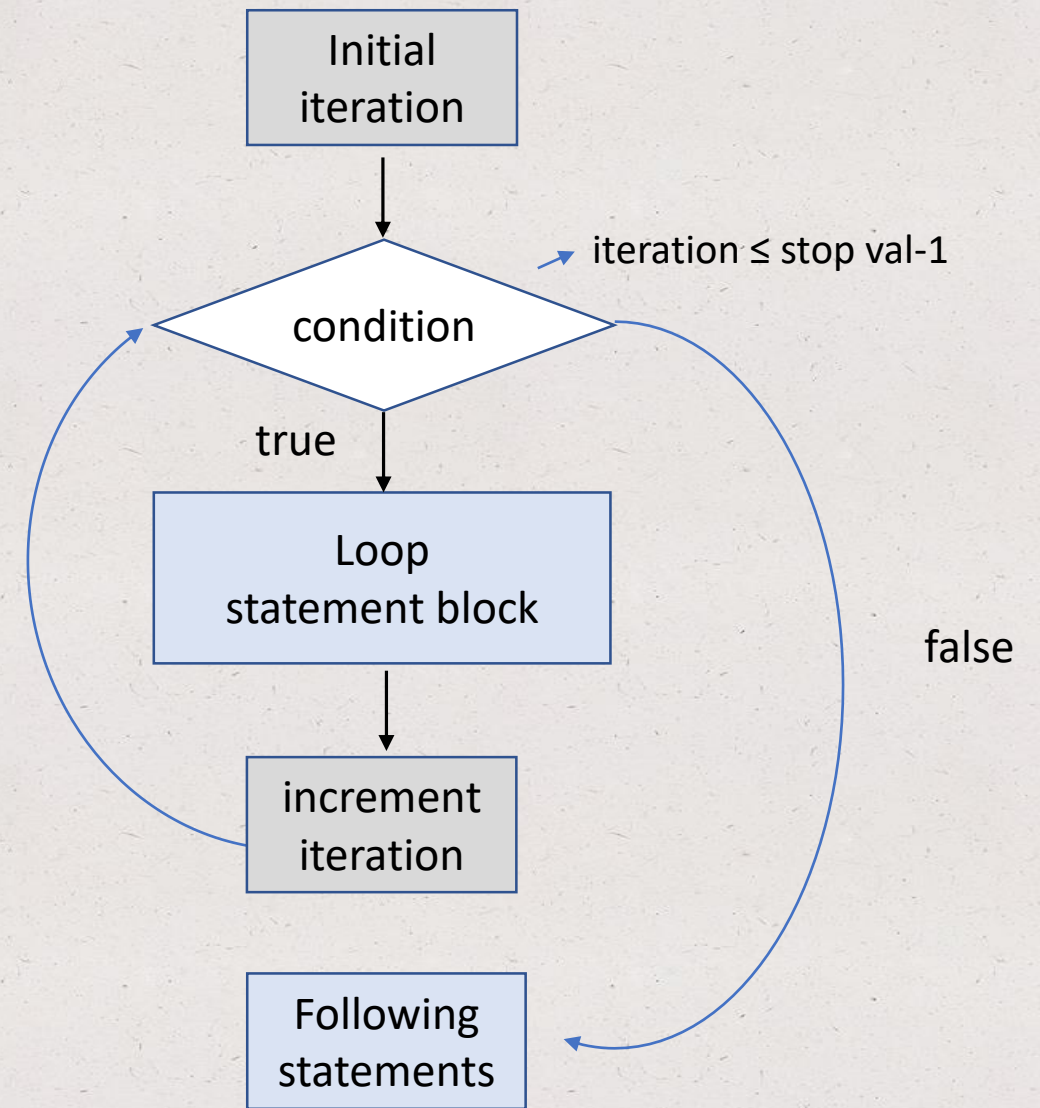 Initial
iteration
iteration ≤ stop val-1
condition
true
Loop
statement block
false
increment
iteration
Following
statements